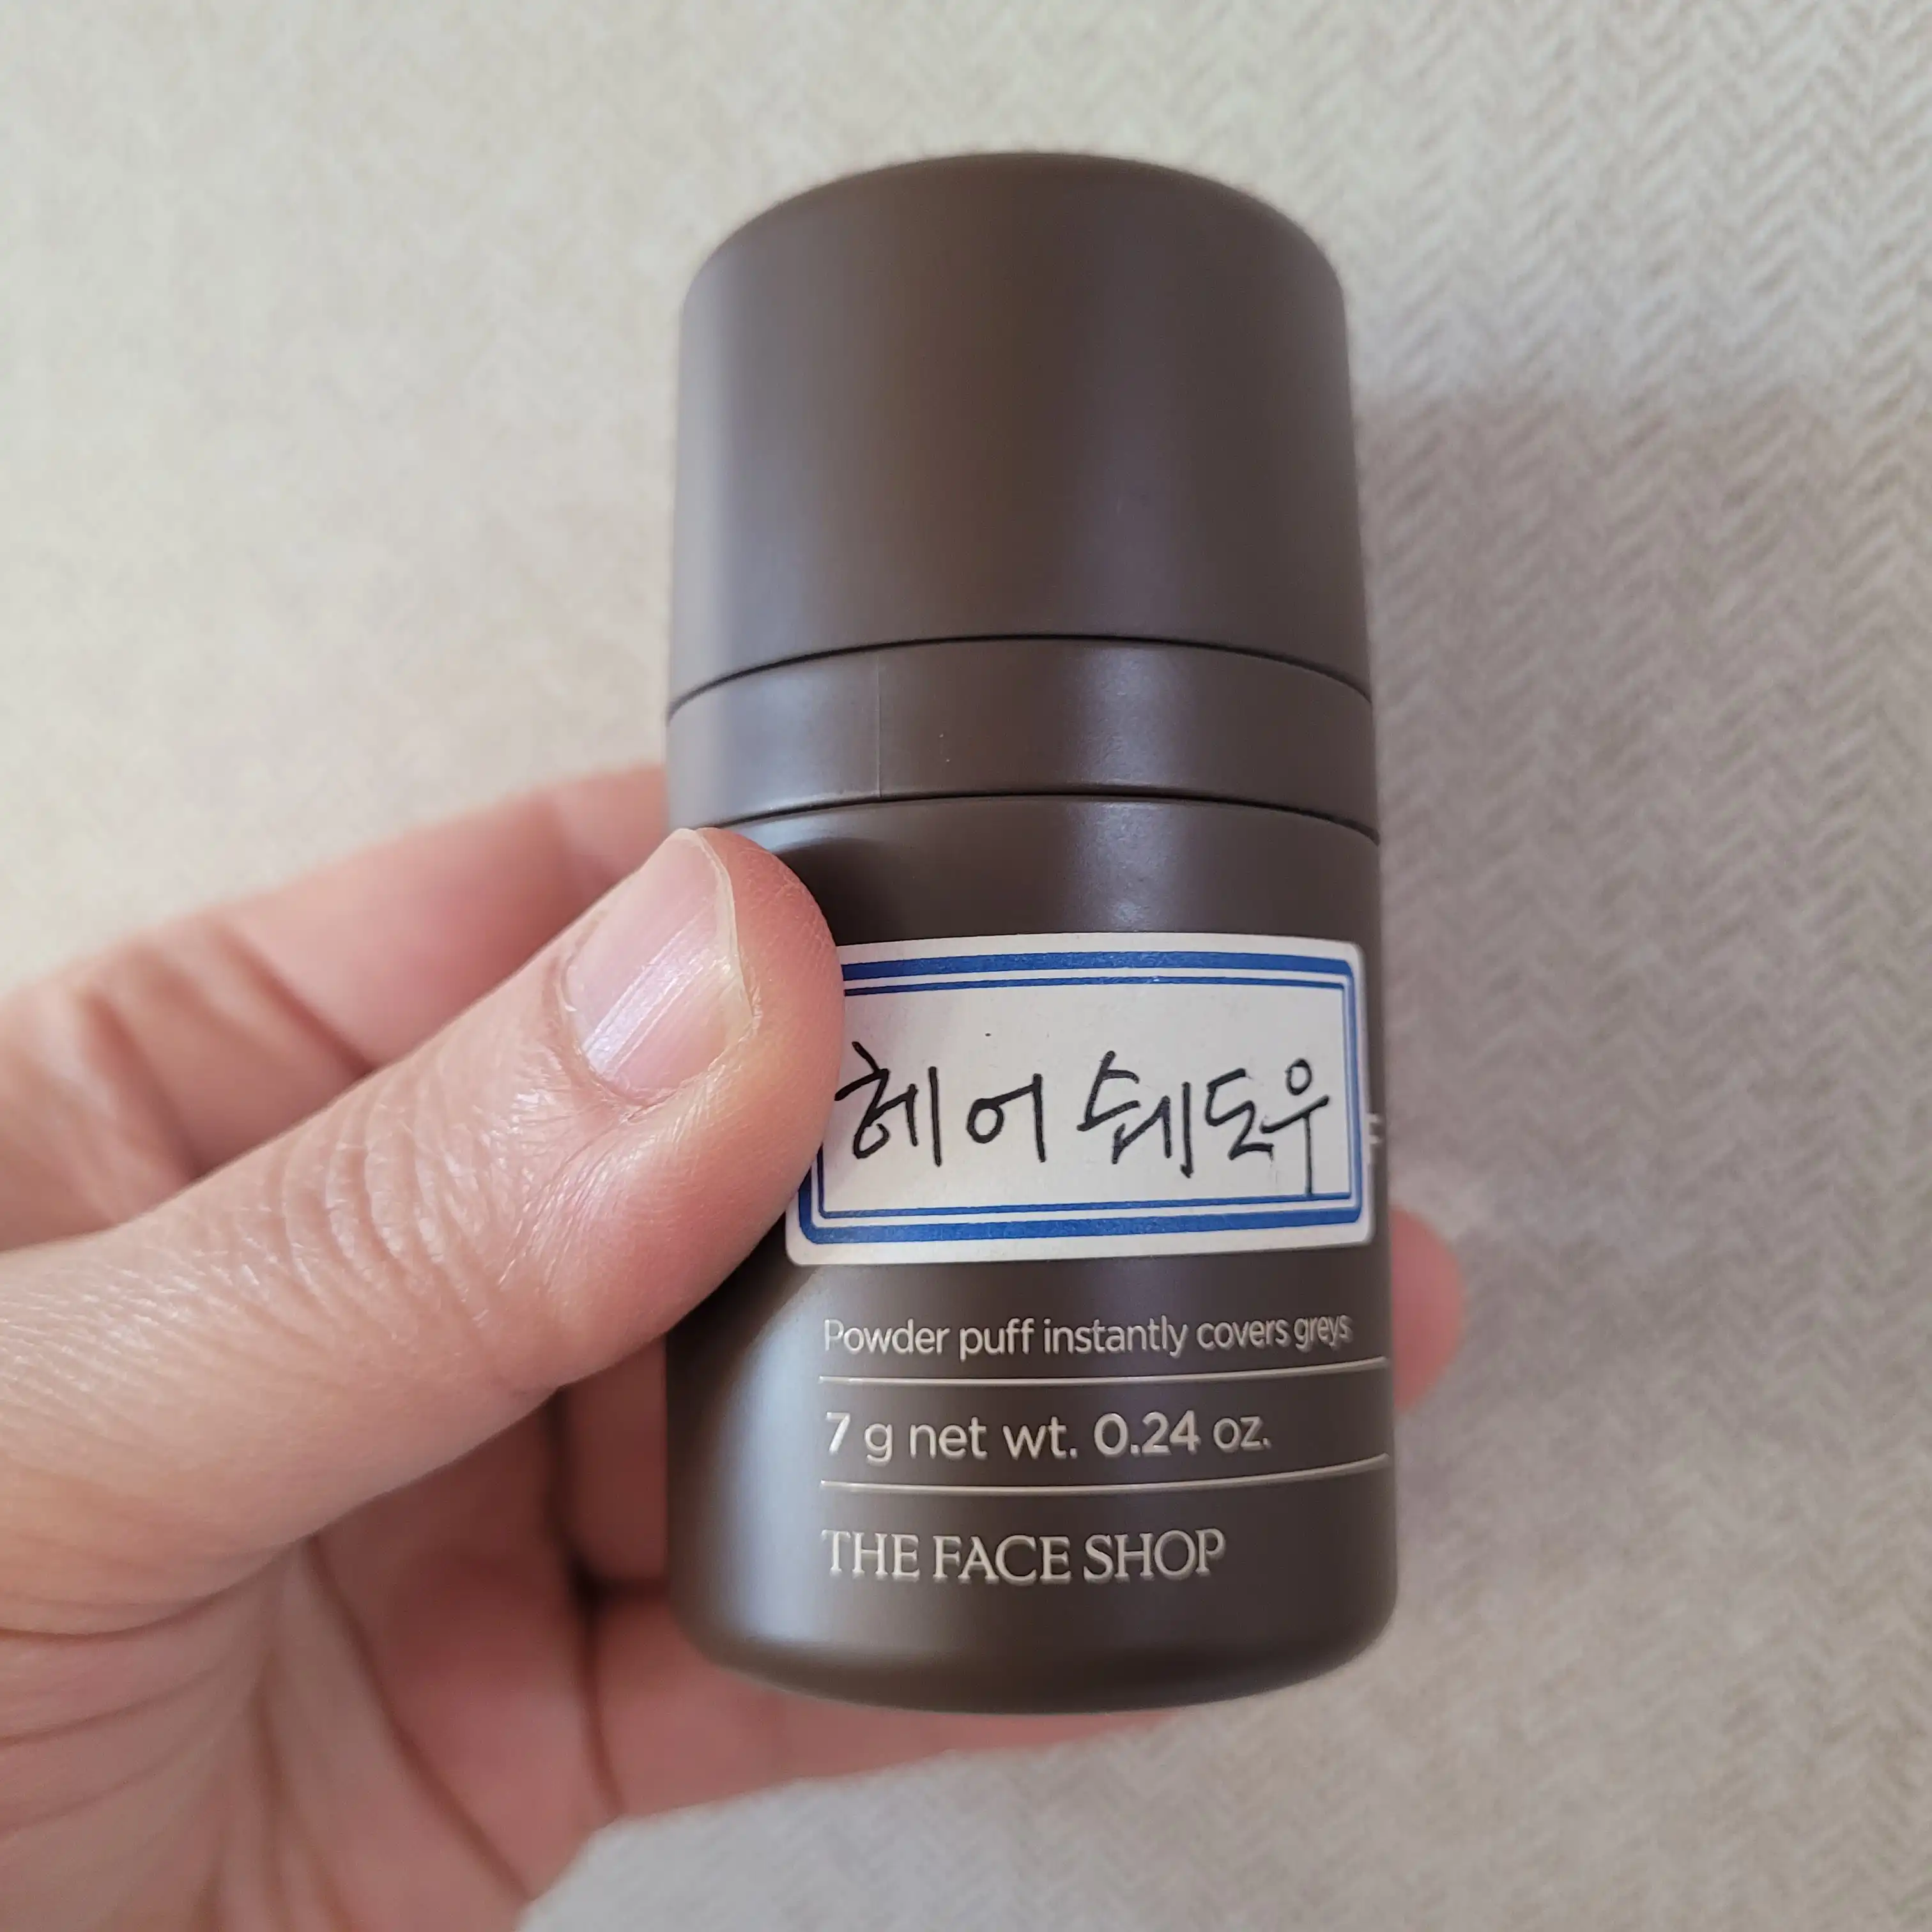 헤어 쉐도우
Powder puff instantly covers greys
7 g net wt. 0.24 oz.
THE FACE SHOP